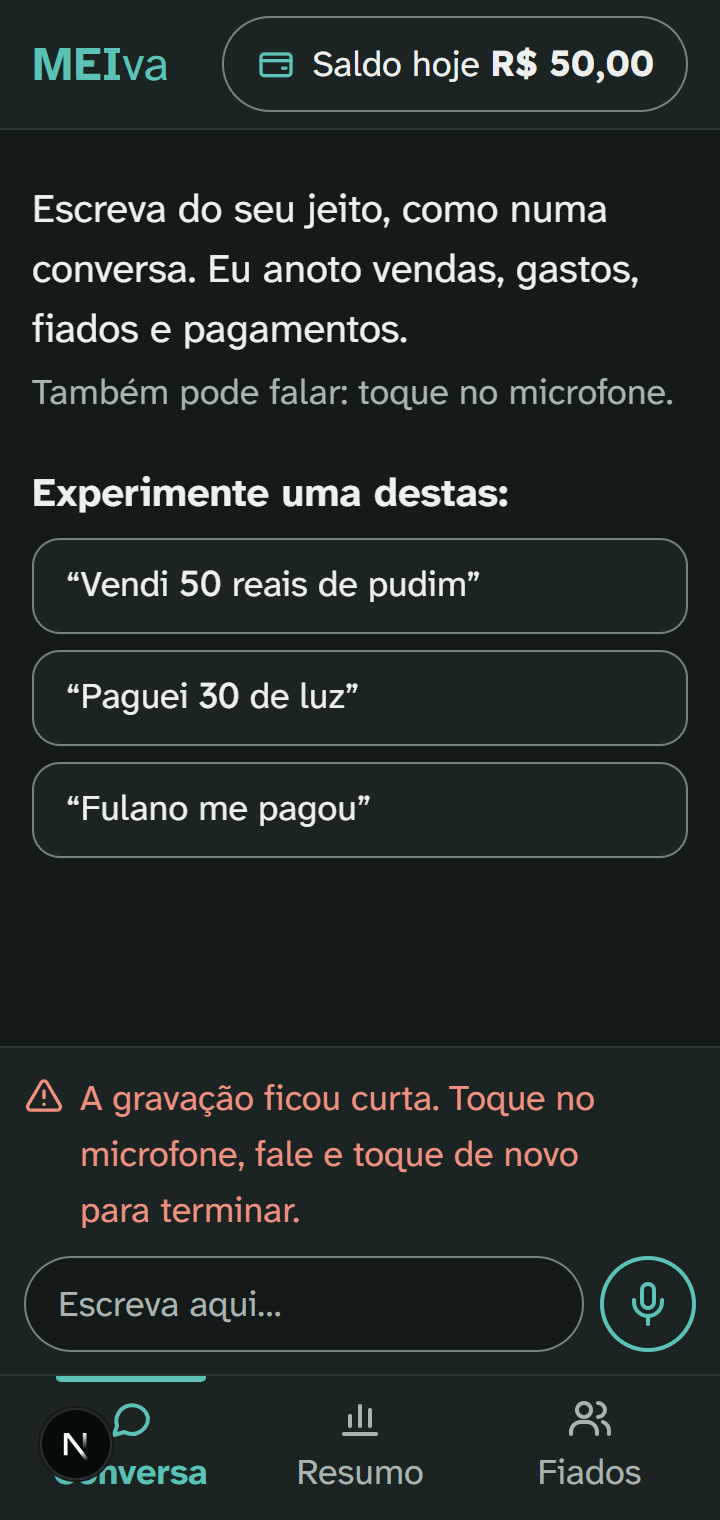 MEIva
Saldo hoje R$ 50,00
Escreva do seu jeito, como numa
conversa. Eu anoto vendas, gastos,
fiados e pagamentos.
Também pode falar: toque no microfone.
Experimente uma destas:
“Vendi 50 reais de pudim”
“Paguei 30 de luz”
“Fulano me pagou”
A gravação ficou curta. Toque no
microfone, fale e toque de novo
para terminar.
Escreva aqui...
N
Conversa
Resumo
Fiados